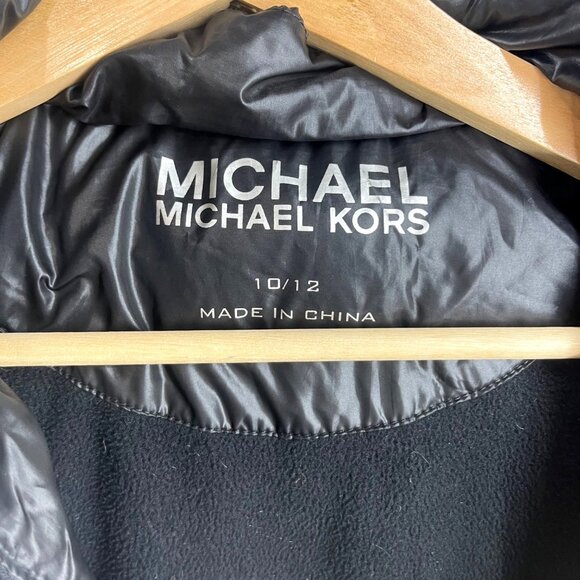 MICHAEL
MICHAEL KORS
10/12
MADE IN CHINA